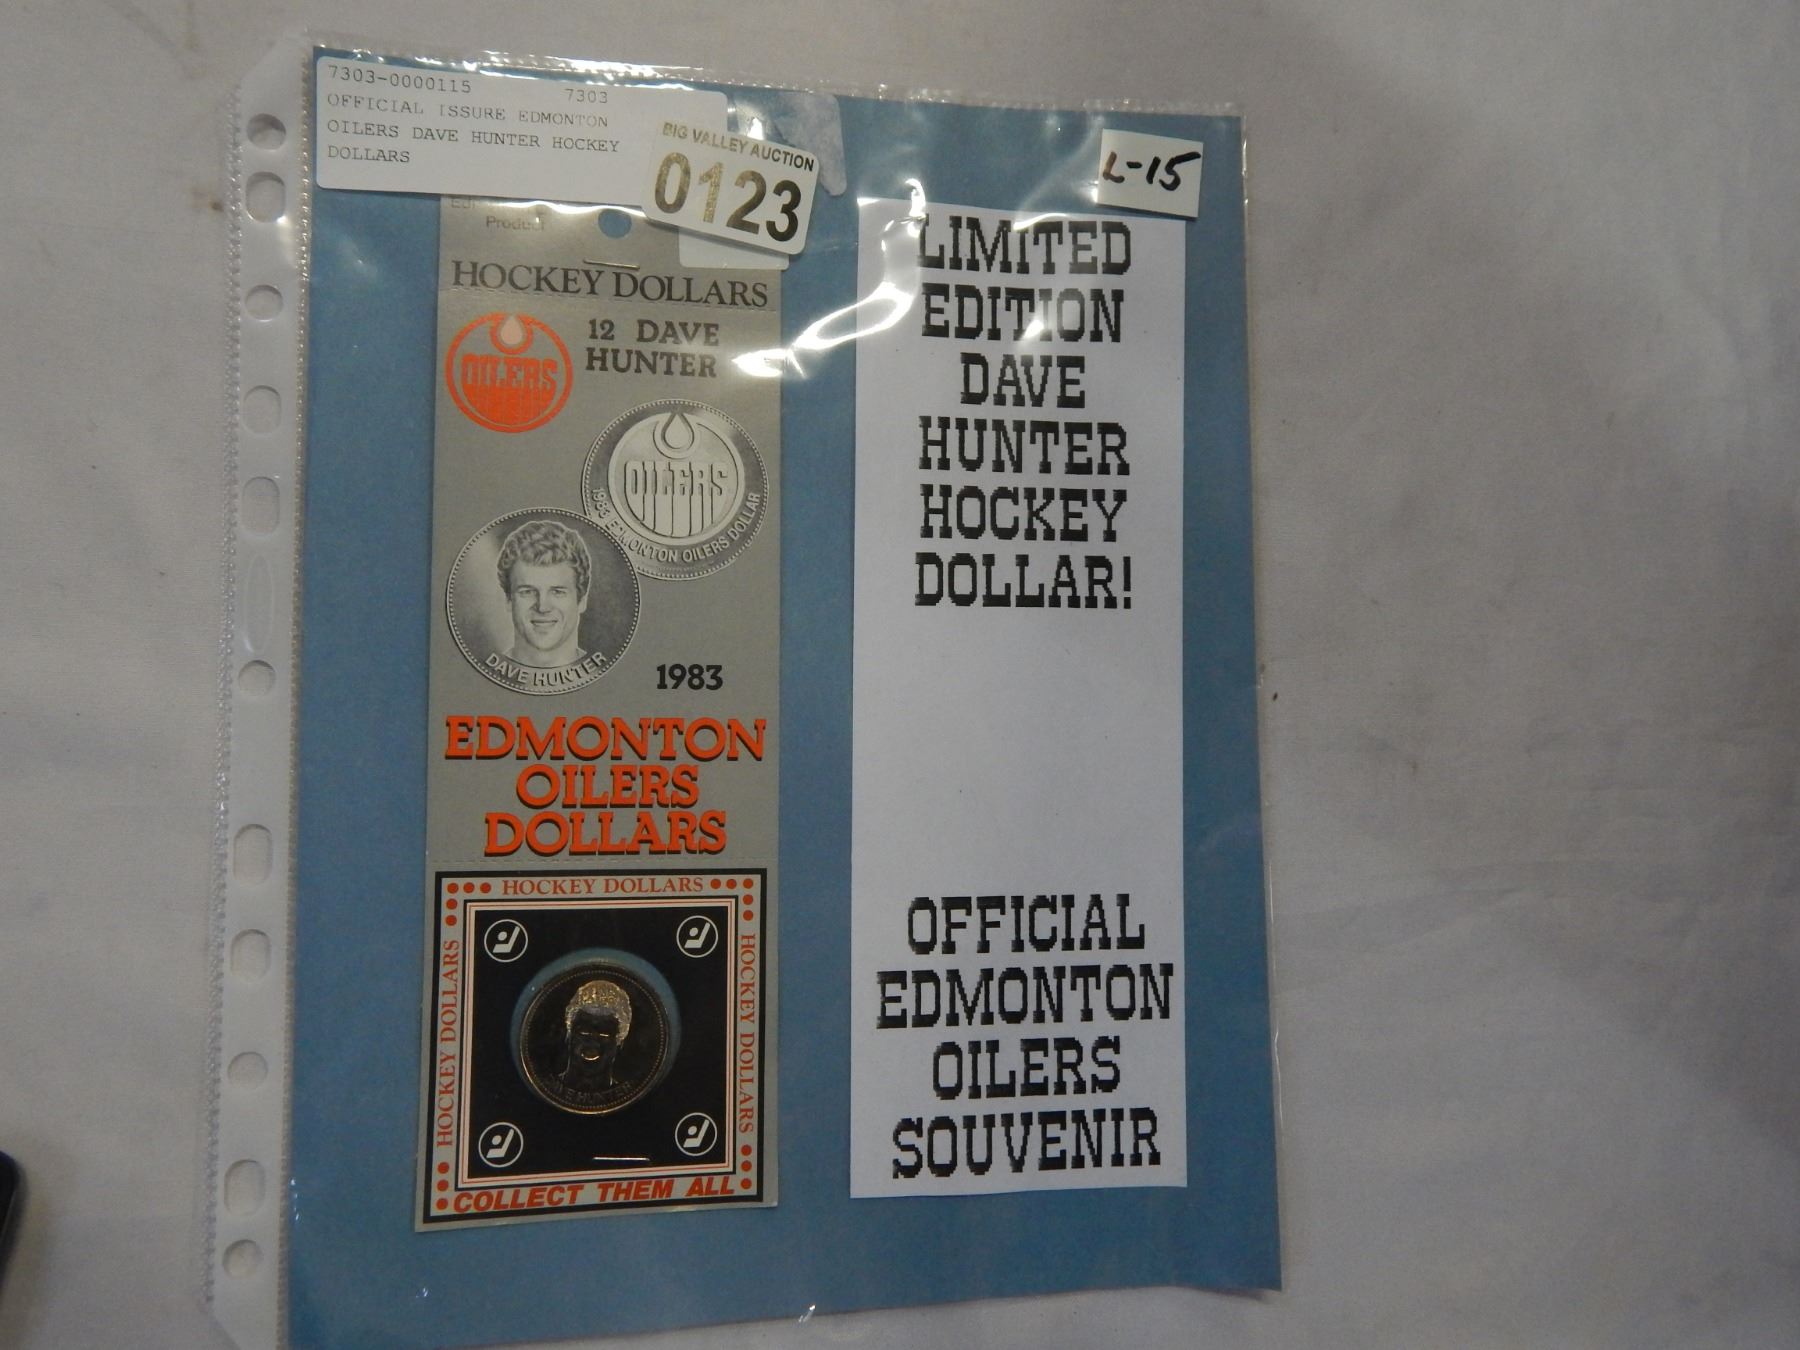 7303-0000115 7303
OFFICIAL ISSURE EDMONTON
OILERS DAVE HUNTER HOCKEY
DOLLARS
BIG VALLEY AUCTION
0123
L-15
Product
HOCKEY DOLLARS
OILERS
12 DAVE
HUNTER
OILERS
1983 EDMONTON OILERS DOLLAR
DAVE HUNTER
1983
EDMONTON
OILERS
DOLLARS
HOCKEY DOLLARS
HOCKEY DOLLARS
HOCKEY DOLLARS
DAVE HUNTER
COLLECT THEM ALL
LIMITED
EDITION
DAVE
HUNTER
HOCKEY
DOLLAR!
OFFICIAL
EDMONTON
OILERS
SOUVENIR